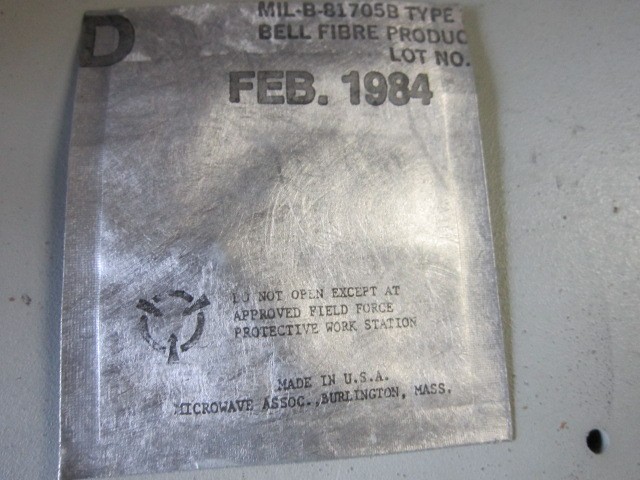 D
MIL-B-81705B TYPE
BELL FIBRE PRODUC
LOT NO.
FEB. 1984
DO NOT OPEN EXCEPT AT
APPROVED FIELD FORCE
PROTECTIVE WORK STATION
MADE IN U.S.A.
MICROWAVE ASSOC., BURLINGTON, MASS.